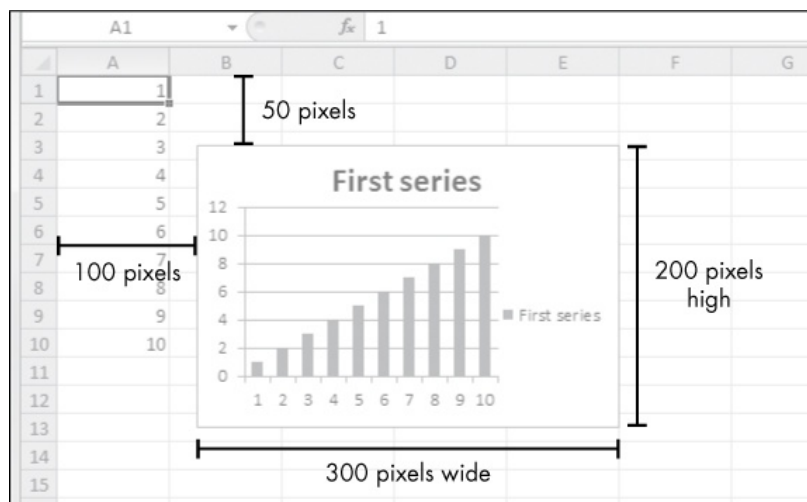 A1 fx 1
A B C D E F G
1 1
50 pixels
2 2
3 3
First series
4 4
5 5
6 6
7 7
100 pixels
8 8
9 9
10 10
11
12
13
14
15
12
10
8
6
4
2
0
1 2 3 4 5 6 7 8 9 10
First series
200 pixels
high
300 pixels wide